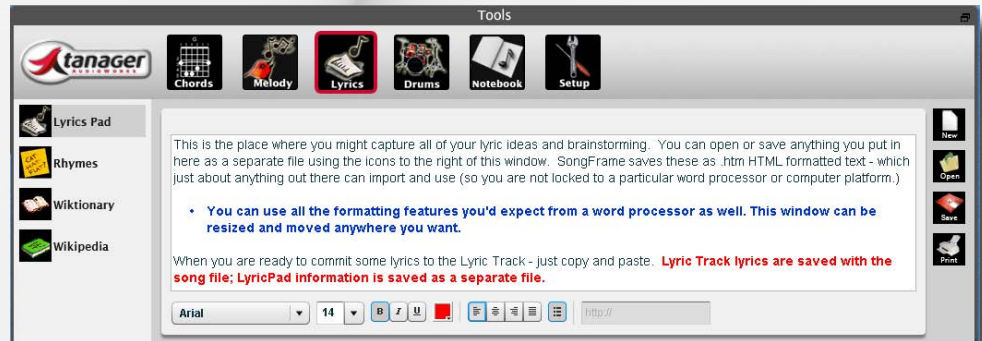 Tools
tanager
AUDIOWORKS
Chords
Melody
Lyrics
Drums
Notebook
Setup
Lyrics Pad
Rhymes
Wiktionary
Wikipedia
This is the place where you might capture all of your lyric ideas and brainstorming. You can open or save anything you put in
here as a separate file using the icons to the right of this window. SongFrame saves these as .htm HTML formatted text - which
just about anything out there can import and use (so you are not locked to a particular word processor or computer platform.)
• You can use all the formatting features you'd expect from a word processor as well. This window can be
resized and moved anywhere you want.
When you are ready to commit some lyrics to the Lyric Track - just copy and paste. Lyric Track lyrics are saved with the
song file; LyricPad information is saved as a separate file.
New
Open
Save
Print
Arial
14
B I U
http://